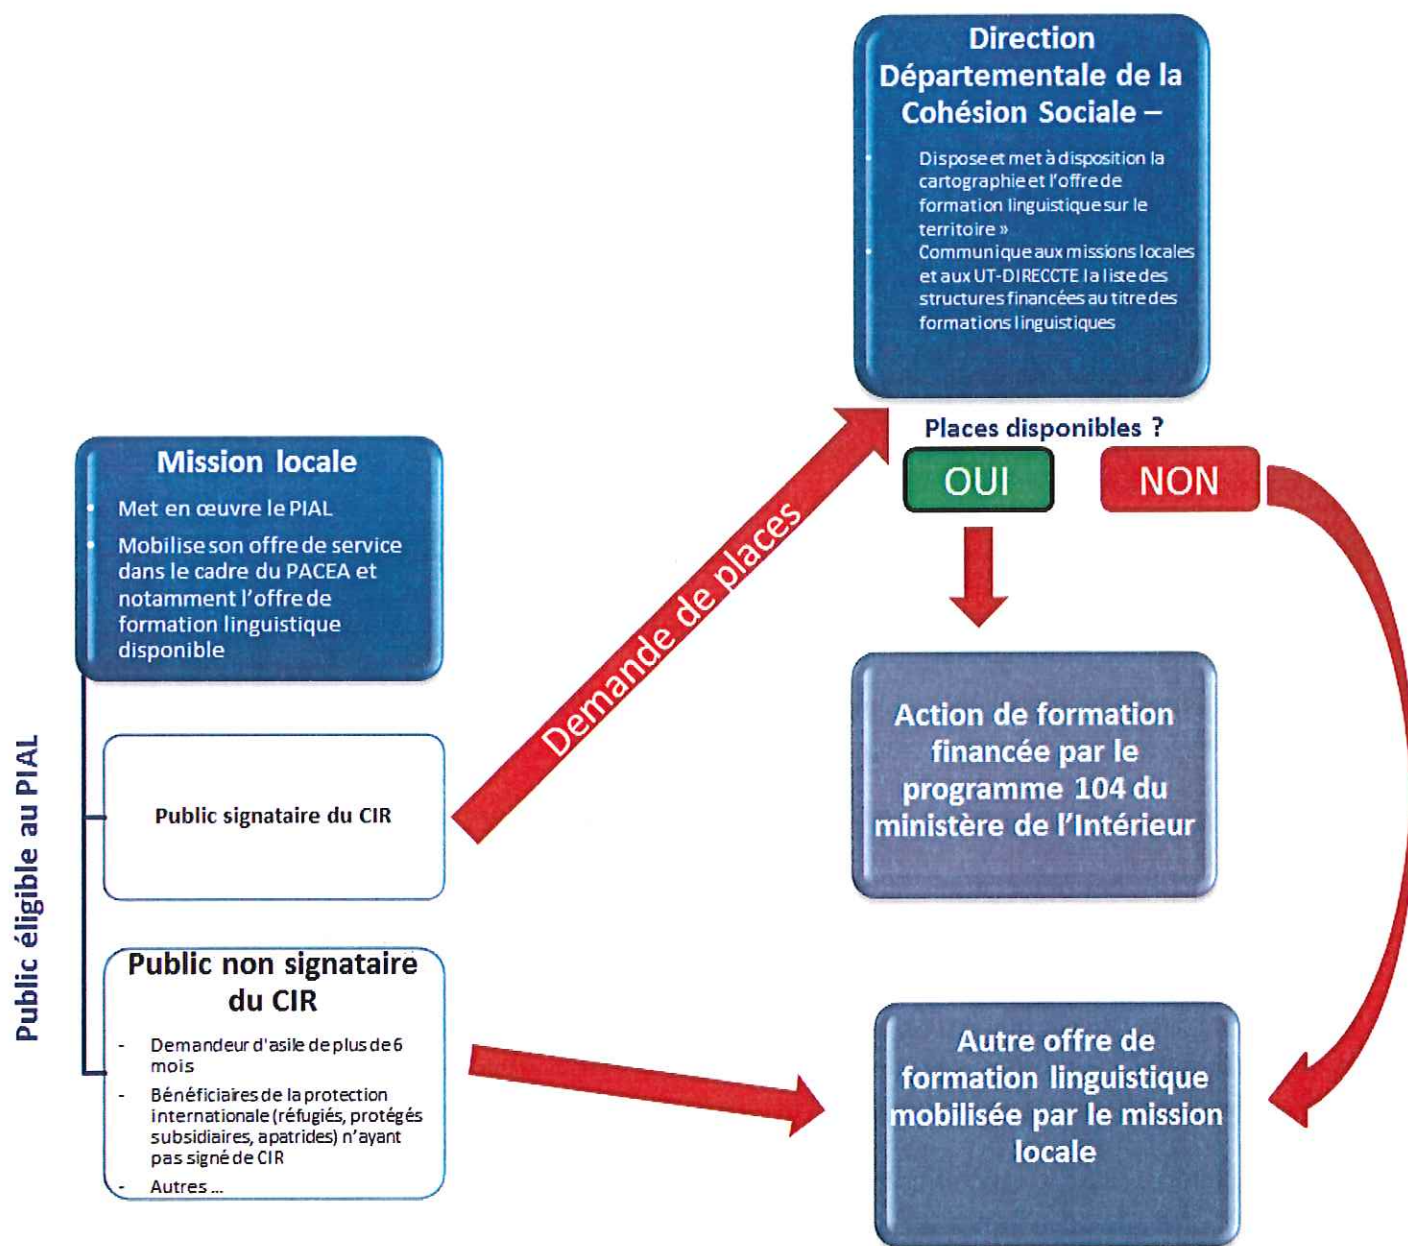 Direction
Départementale de la
Cohésion Sociale –
Dispose et met à disposition la
cartographie et l'offre de
formation linguistique sur le
territoire »
Communique aux missions locales
et aux UT-DIRECCTE la liste des
structures financées au titre des
formations linguistiques
Places disponibles ?
OUI
NON
Mission locale
Met en œuvre le PIAL
Mobilise son offre de service
dans le cadre du PACEA et
notamment l'offre de
formation linguistique
disponible
Demande de places
Public éligible au PIAL
Public signataire du CIR
Action de formation
financée par le
programme 104 du
ministère de l'Intérieur
Public non signataire
du CIR
- Demandeur d'asile de plus de 6
mois
- Bénéficiaires de la protection
internationale (réfugiés, protégés
subsidiaires, apatrides) n'ayant
pas signé de CIR
- Autres ...
Autre offre de
formation linguistique
mobilisée par le mission
locale